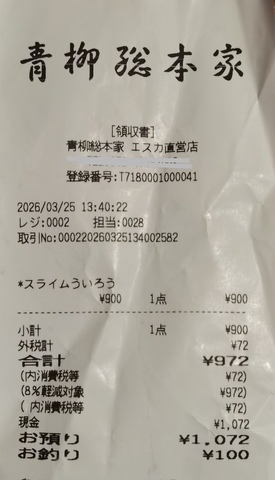 青柳総本家
[領収書]
青柳総本家 エスカ直営店
登録番号:T7180001000041
2026/03/25 13:40:22
レジ:0002 担当:0028
取引No:000220260325134002582
*スライムういろう
¥900 1点 ¥900
小計 1点 ¥900
外税計 ¥72
合計 ¥972
(内消費税等 ¥72)
(8%軽減対象 ¥972)
( 内消費税等 ¥72)
現金 ¥1,072
お預り ¥1,072
お釣り ¥100